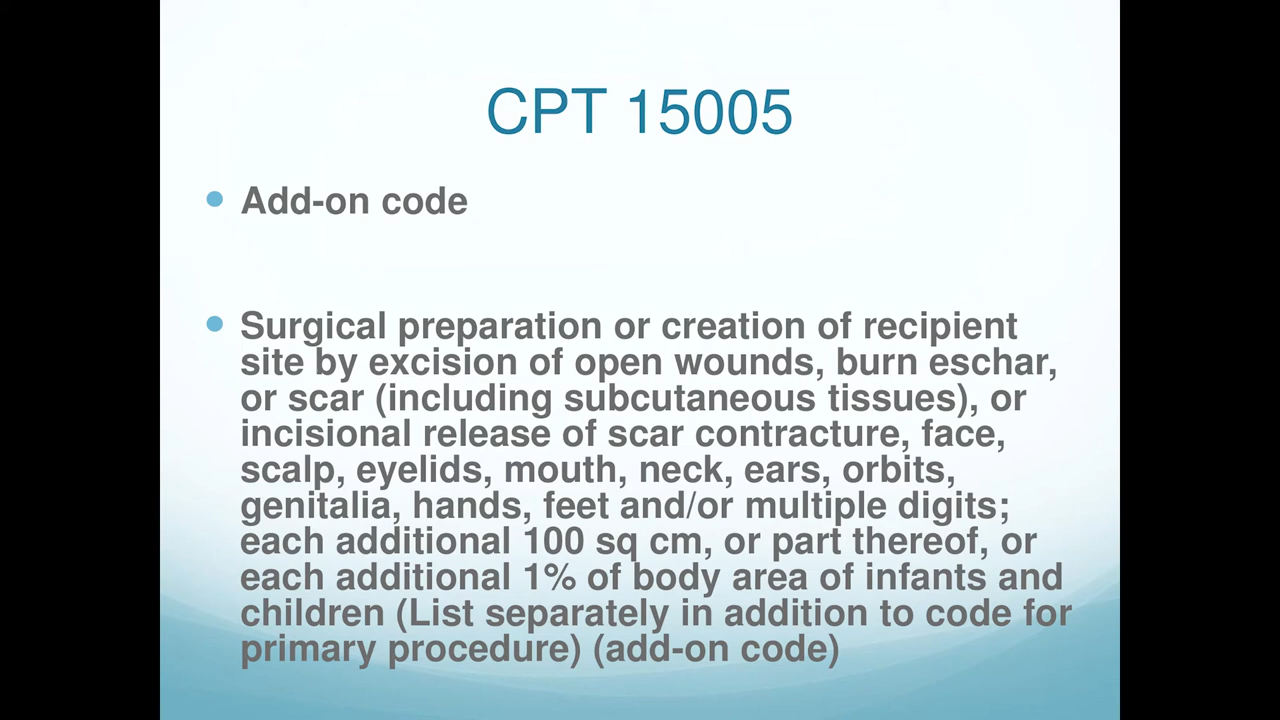 CPT 15005
Add-on code
Surgical preparation or creation of recipient
site by excision of open wounds, burn eschar,
or scar (including subcutaneous tissues), or
incisional release of scar contracture, face,
scalp, eyelids, mouth, neck, ears, orbits,
genitalia, hands, feet and/or multiple digits;
each additional 100 sq cm, or part thereof, or
each additional 1% of body area of infants and
children (List separately in addition to code for
primary procedure) (add-on code)